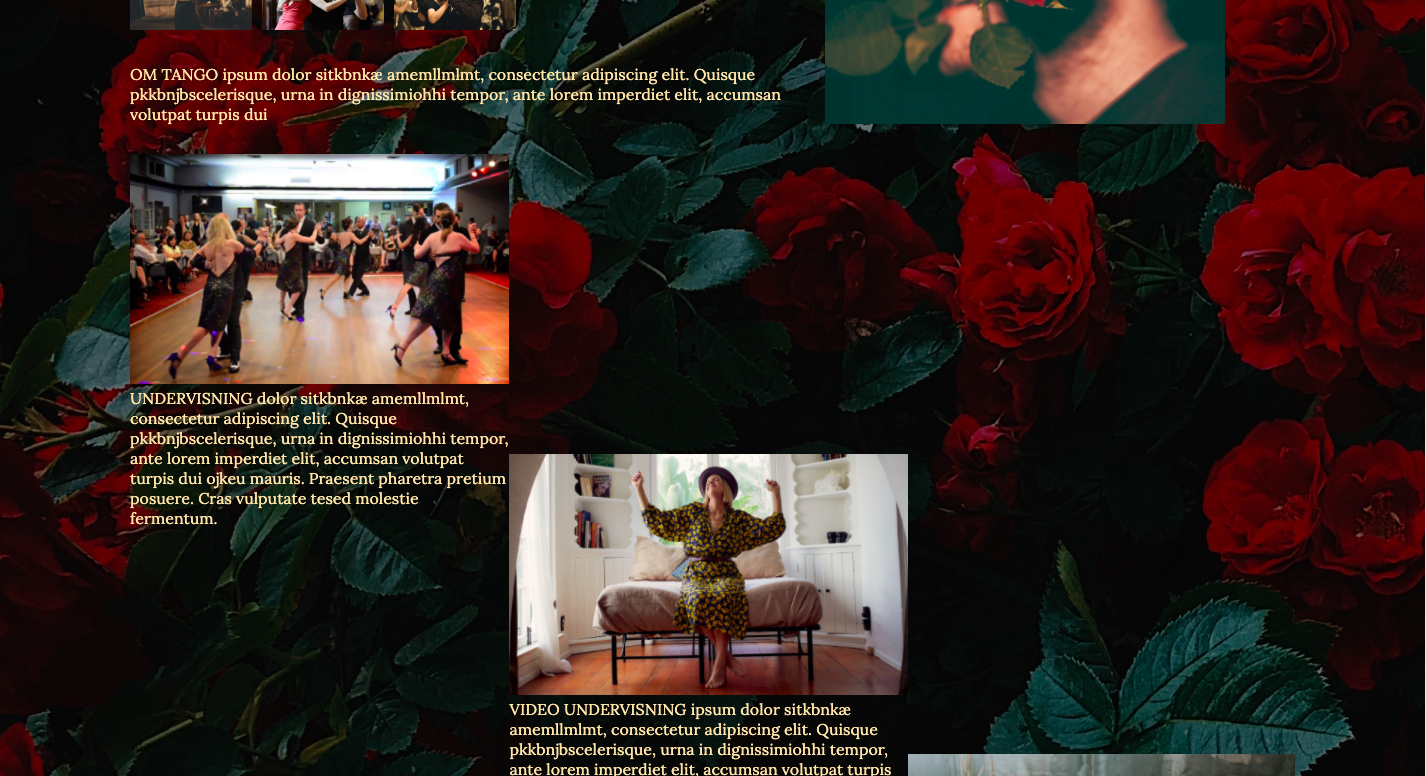 OM TANGO ipsum dolor sitkbnkæ amemllmlmt, consectetur adipiscing elit. Quisque
pkkbnjbscelerisque, urna in dignissimiohhi tempor, ante lorem imperdiet elit, accumsan
volutpat turpis dui
UNDERVISNING dolor sitkbnkæ amemllmlmt,
consectetur adipiscing elit. Quisque
pkkbnjbscelerisque, urna in dignissimiohhi tempor,
ante lorem imperdiet elit, accumsan volutpat
turpis dui ojkeu mauris. Praesent pharetra pretium
posuere. Cras vulputate tesed molestie
fermentum.
VIDEO UNDERVISNING ipsum dolor sitkbnkæ
amemllmlmt, consectetur adipiscing elit. Quisque
pkkbnjbscelerisque, urna in dignissimiohhi tempor,
ante lorem imperdiet elit, accumsan volutpat turpis